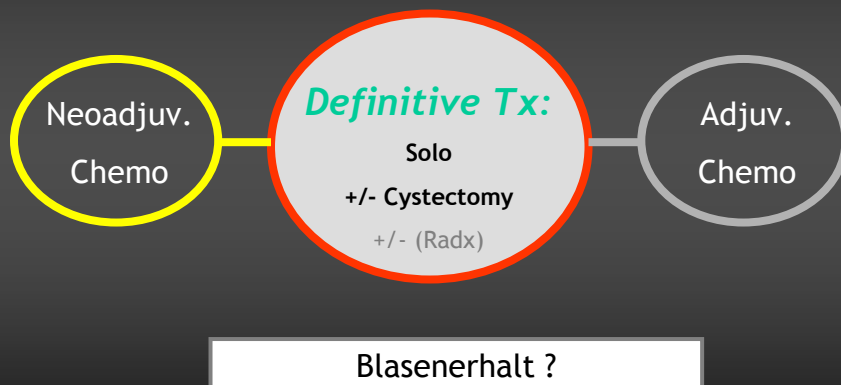 Neoadjuv.
Chemo
Definitive Tx:
Solo
+/- Cystectomy
+/- (Radx)
Adjuv.
Chemo
Blasenerhalt ?